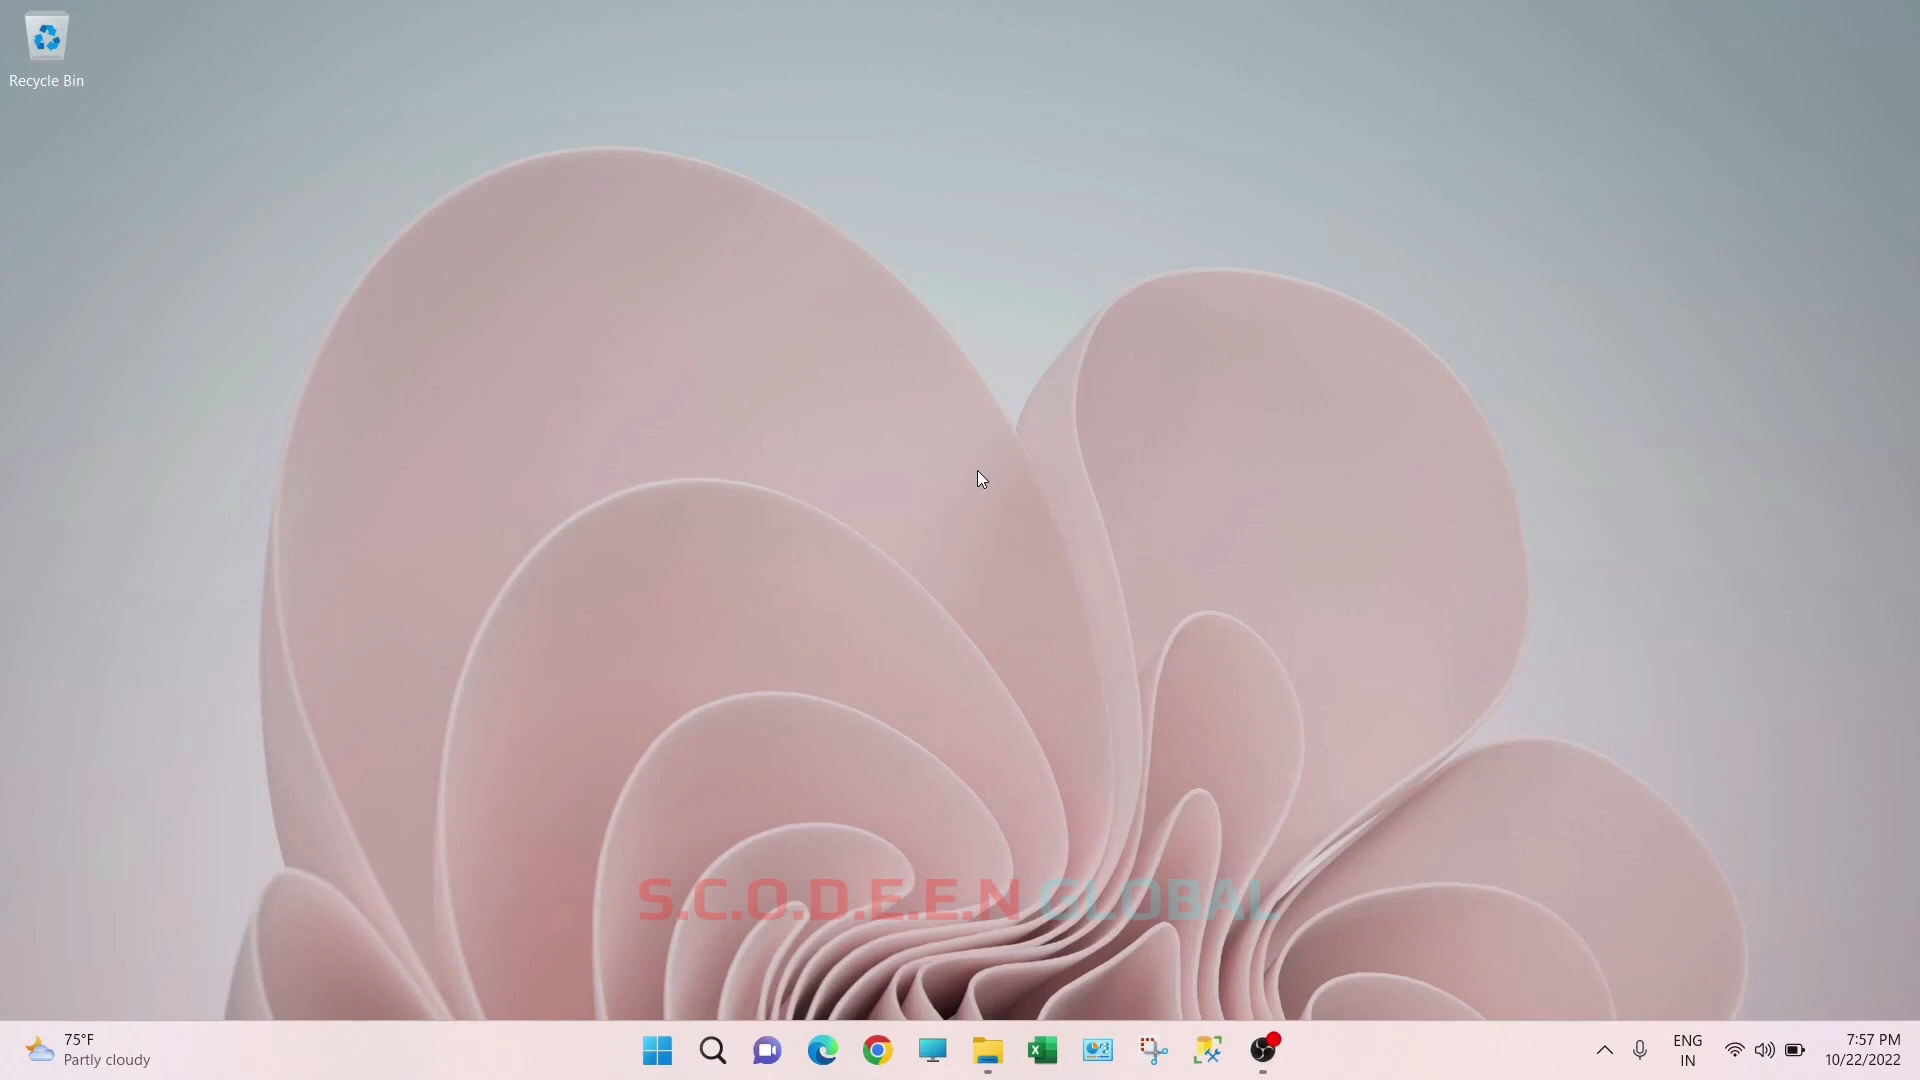 Recycle Bin
S.C.O.D.E.E.N GLOBAL
75°F
Partly cloudy
ENG
IN
7:57 PM
10/22/2022